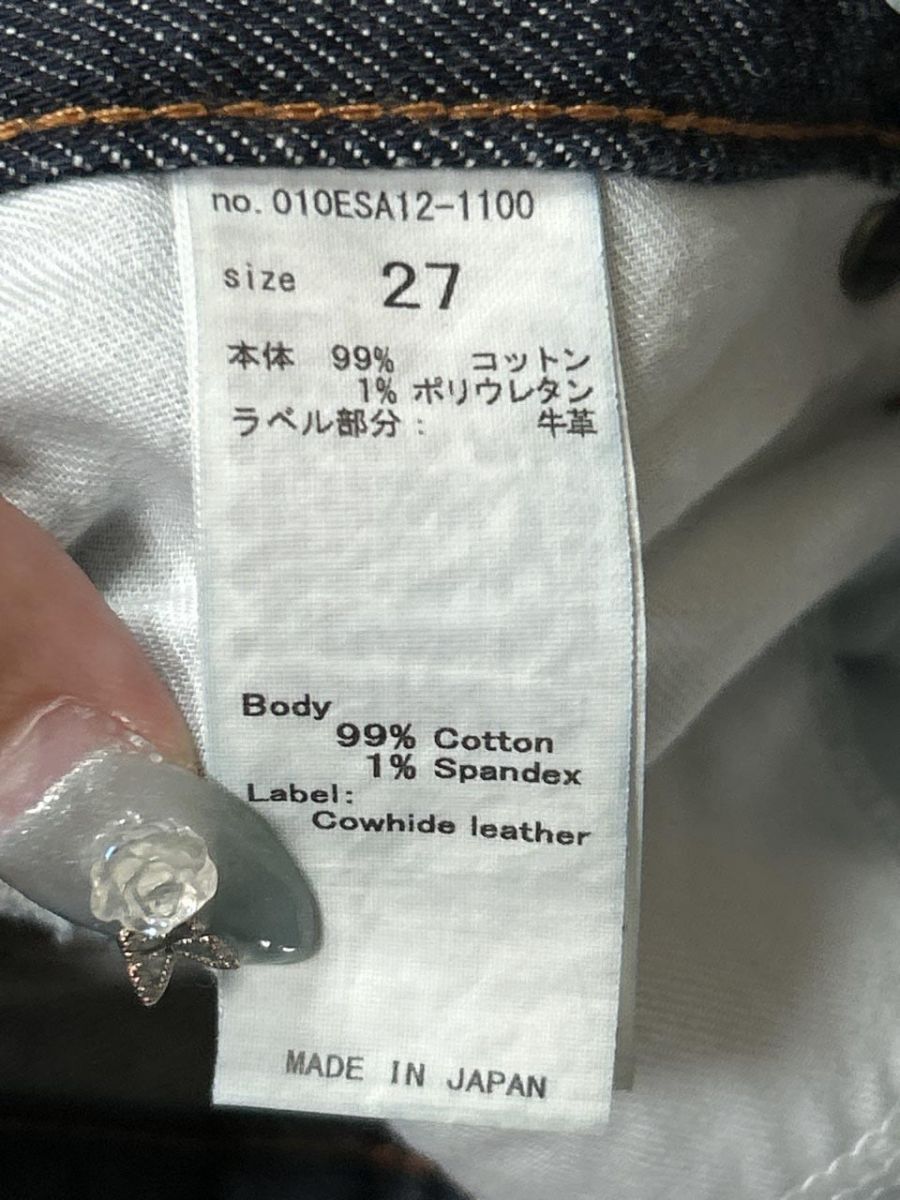 no.010ESA12-1100
size 27
本体 99% コットン
1% ポリウレタン
ラベル部分: 牛革
Body
99% Cotton
1% Spandex
Label:
Cowhide leather
MADE IN JAPAN